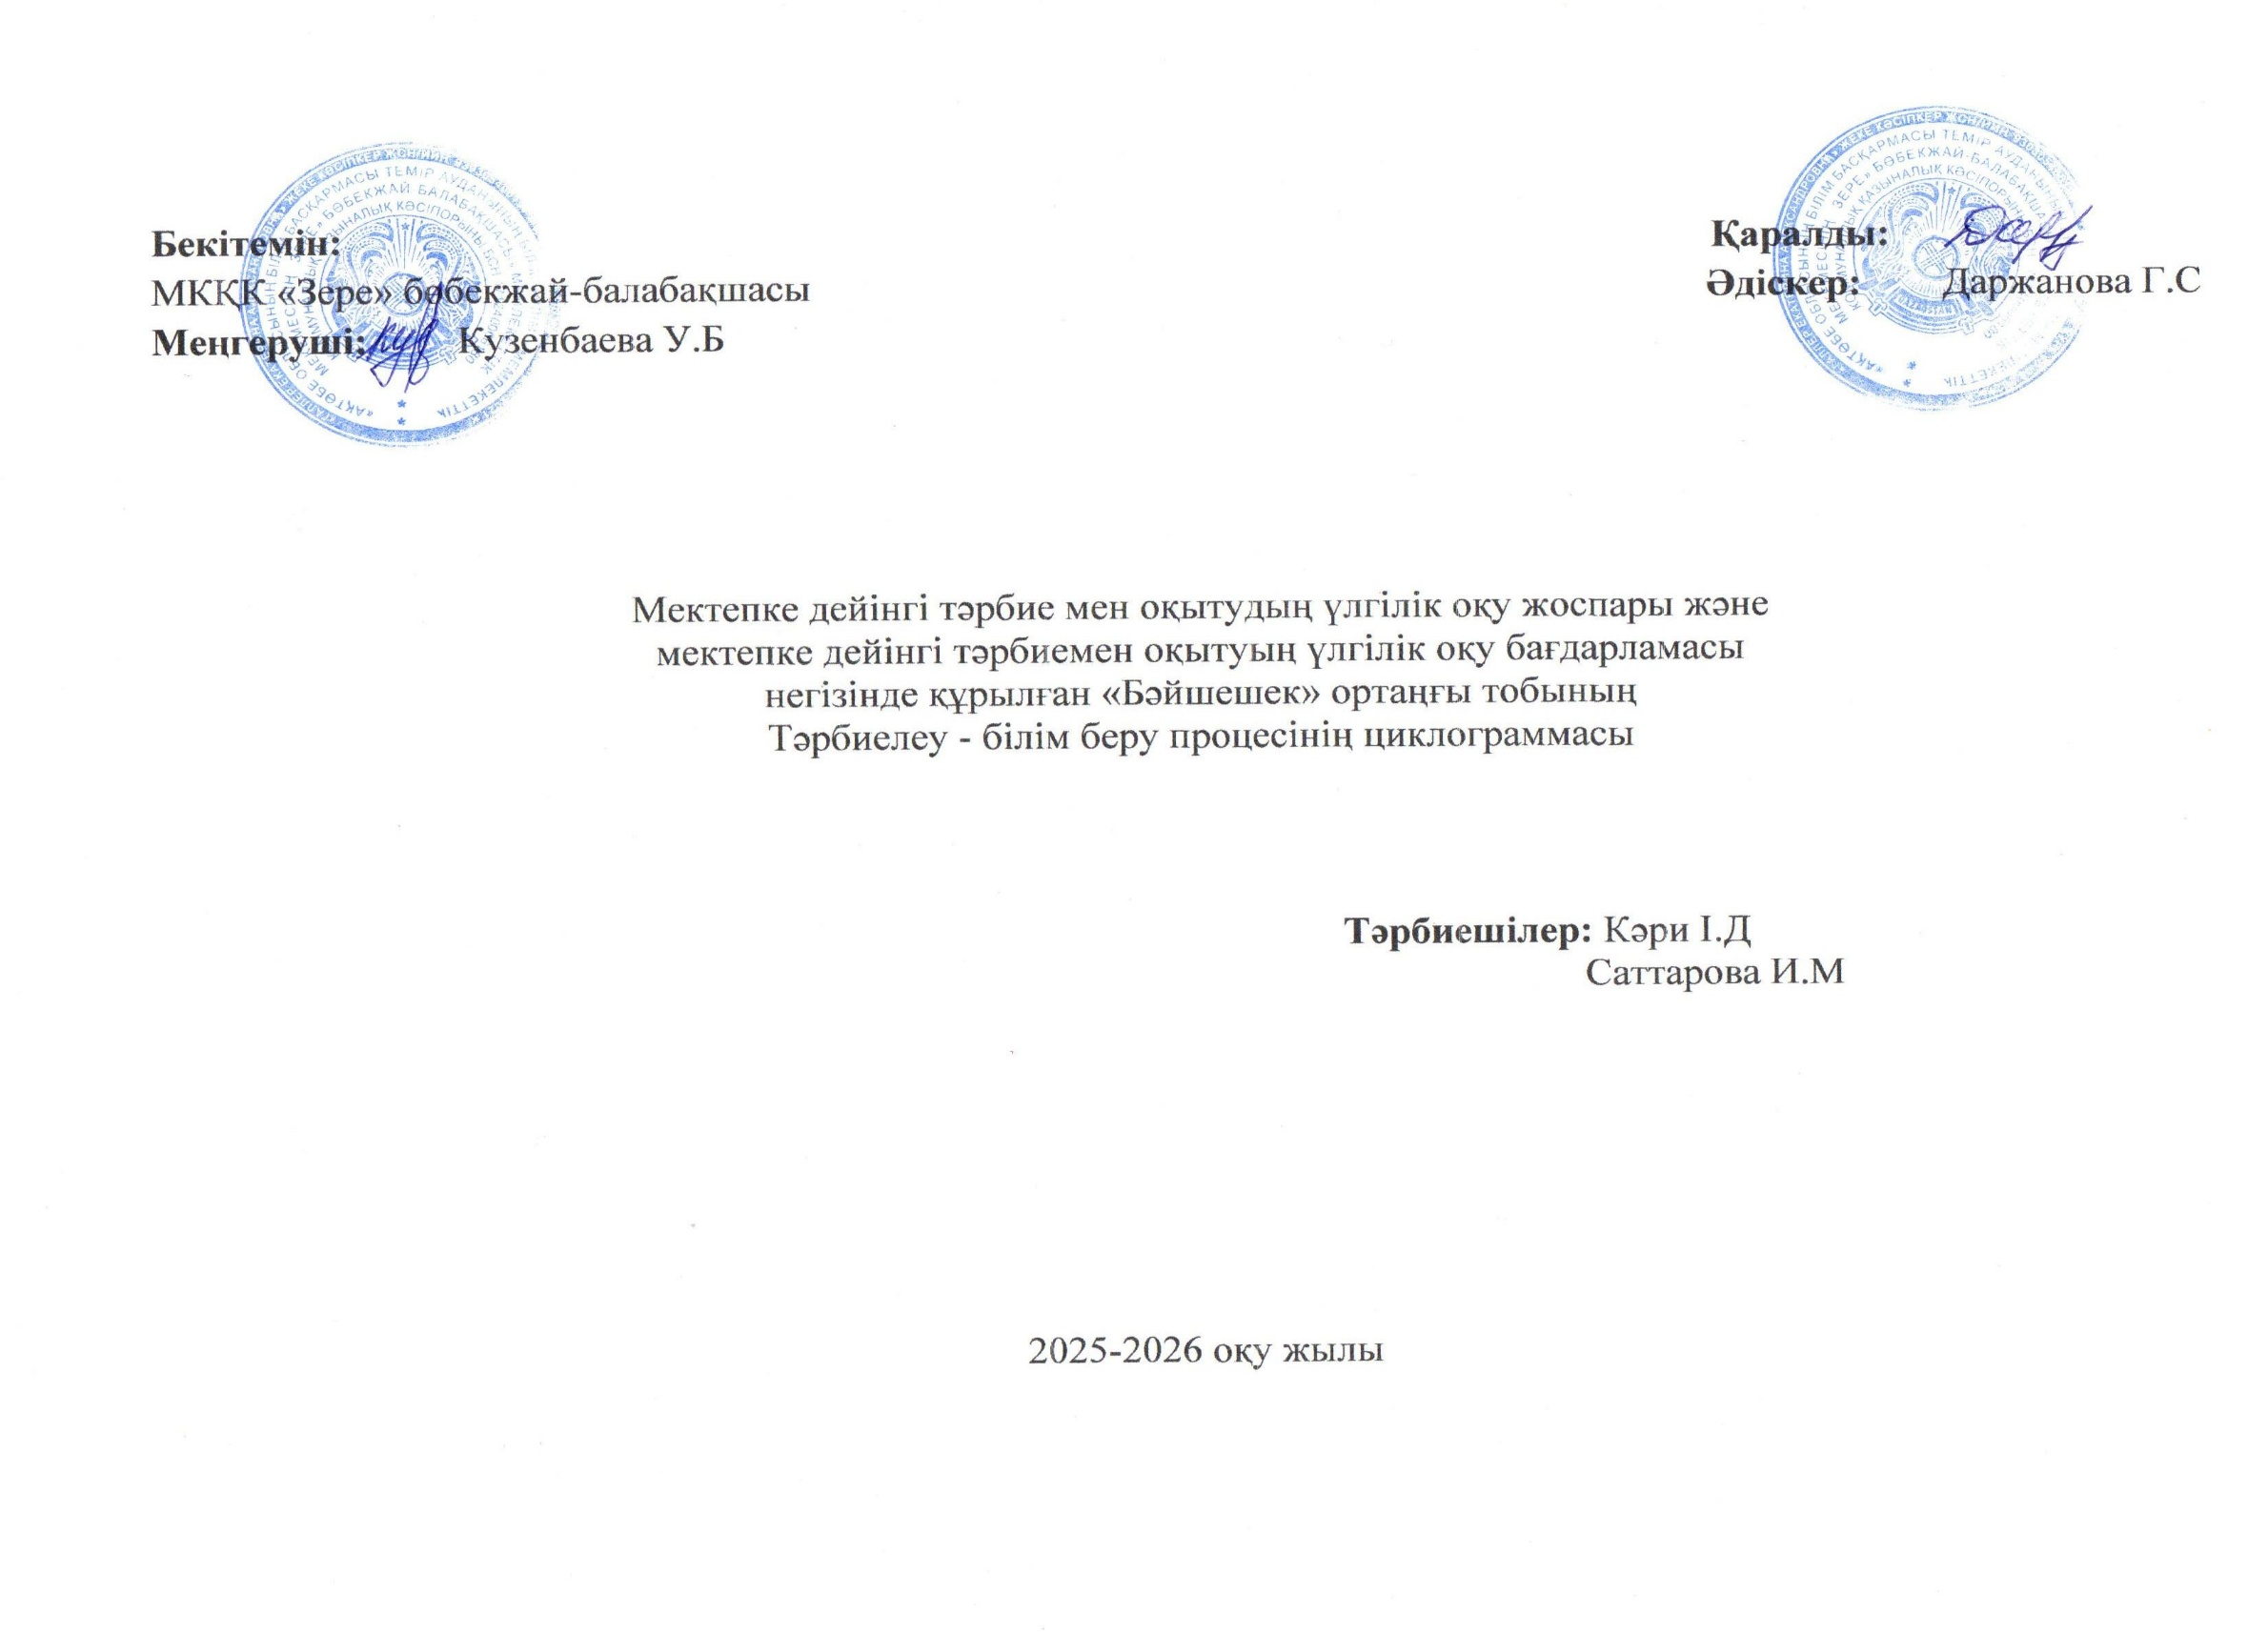 Бекітемін:
МКҚК «Зере» бөбекжай-балабақшасы
Меңгеруші: Кузенбаева У.Б
Қаралды:
Әдіскер: Даржанова Г.С
Мектепке дейінгі тәрбие мен оқытудың үлгілік оқу жоспары және
мектепке дейінгі тәрбиемен оқытуың үлгілік оқу бағдарламасы
негізінде құрылған «Бәйшешек» ортаңғы тобының
Тәрбиелеу - білім беру процесінің циклограммасы
Тәрбиешілер: Кәри І.Д
Саттарова И.М
2025-2026 оқу жылы